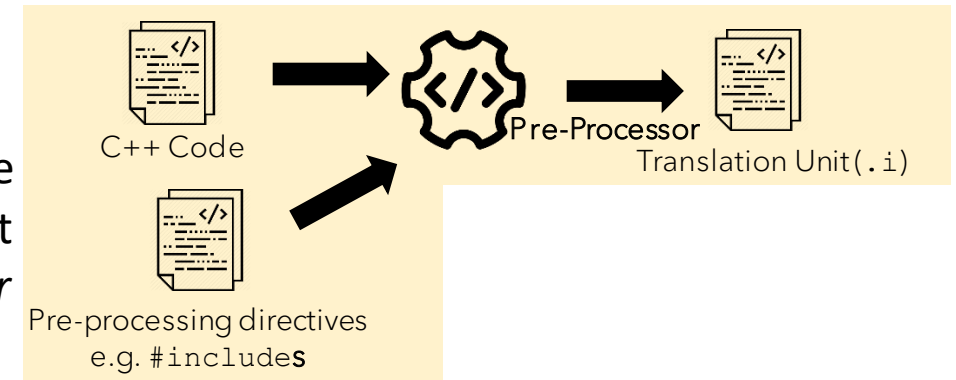 </>
</>
</>
Pre-Processor
C++ Code
Translation Unit(.i)
e
t
r
</>
Pre-processing directives
e.g. #includes